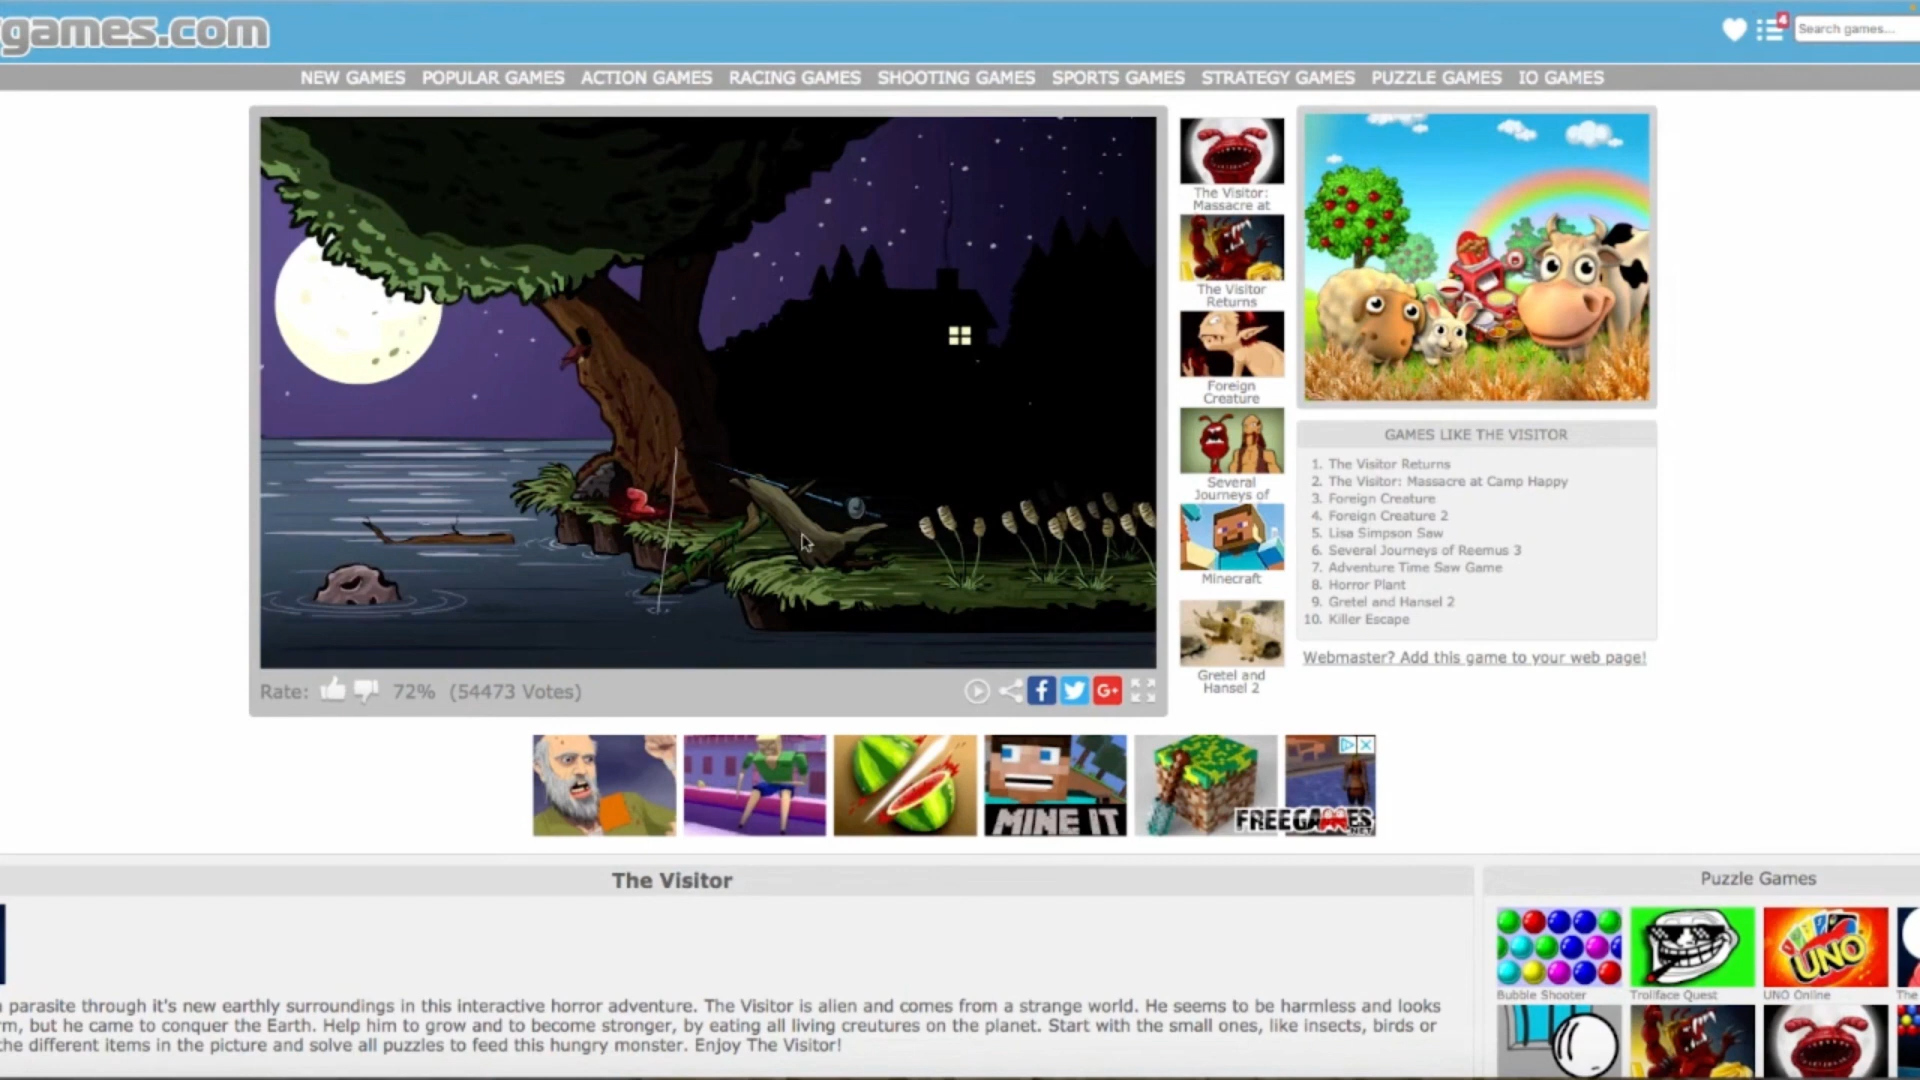 games.com
4
Search games...
NEW GAMES POPULAR GAMES ACTION GAMES RACING GAMES SHOOTING GAMES SPORTS GAMES STRATEGY GAMES PUZZLE GAMES IO GAMES
The Visitor:
Massacre at
The Visitor
Returns
Foreign
Creature
Several
Journeys of
Minecraft
Gretel and
Hansel 2
GAMES LIKE THE VISITOR
1. The Visitor Returns
2. The Visitor: Massacre at Camp Happy
3. Foreign Creature
4. Foreign Creature 2
5. Lisa Simpson Saw
6. Several Journeys of Reemus 3
7. Adventure Time Saw Game
8. Horror Plant
9. Gretel and Hansel 2
10. Killer Escape
Webmaster? Add this game to your web page!
Rate: 72% (54473 Votes)
f G+
MINE IT
FREEGAMES
.NET
The Visitor
parasite through it's new earthly surroundings in this interactive horror adventure. The Visitor is alien and comes from a strange world. He seems to be harmless and looks
rm, but he came to conquer the Earth. Help him to grow and to become stronger, by eating all living creatures on the planet. Start with the small ones, like insects, birds or
the different items in the picture and solve all puzzles to feed this hungry monster. Enjoy The Visitor!
Puzzle Games
UNO
Bubble Shooter
Trollface Quest
UNO Online
The